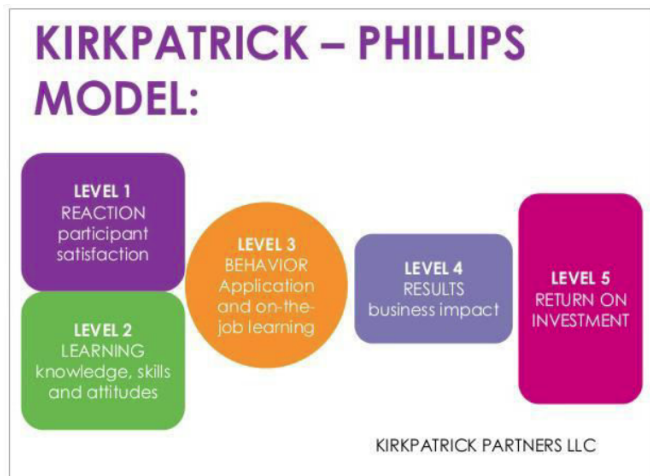 KIRKPATRICK – PHILLIPS
MODEL:
LEVEL 1
REACTION
participant
satisfaction
LEVEL 2
LEARNING
knowledge, skills
and attitudes
LEVEL 3
BEHAVIOR
Application
and on-the-
job learning
LEVEL 4
RESULTS
business impact
LEVEL 5
RETURN ON
INVESTMENT
KIRKPATRICK PARTNERS LLC